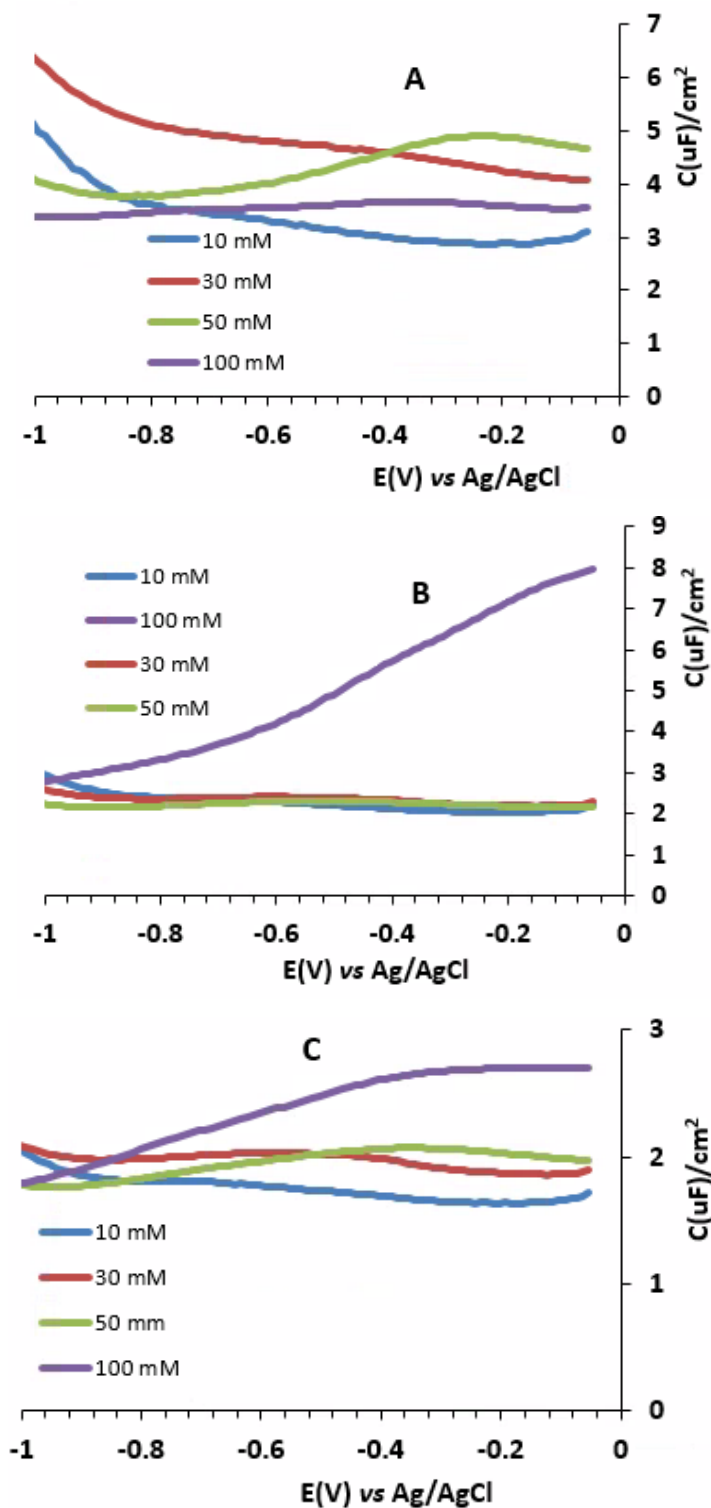 A
7
6
5
4
3
2
1
0
C(uF)/cm²
10 mM
30 mM
50 mM
100 mM
-1 -0.8 -0.6 -0.4 -0.2 0
E(V) vs Ag/AgCl
B
9
8
7
6
5
4
3
2
1
0
C(uF)/cm²
10 mM
100 mM
30 mM
50 mM
-1 -0.8 -0.6 -0.4 -0.2 0
E(V) vs Ag/AgCl
C
3
2
1
0
C(uF)/cm²
10 mM
30 mM
50 mm
100 mM
-1 -0.8 -0.6 -0.4 -0.2 0
E(V) vs Ag/AgCl